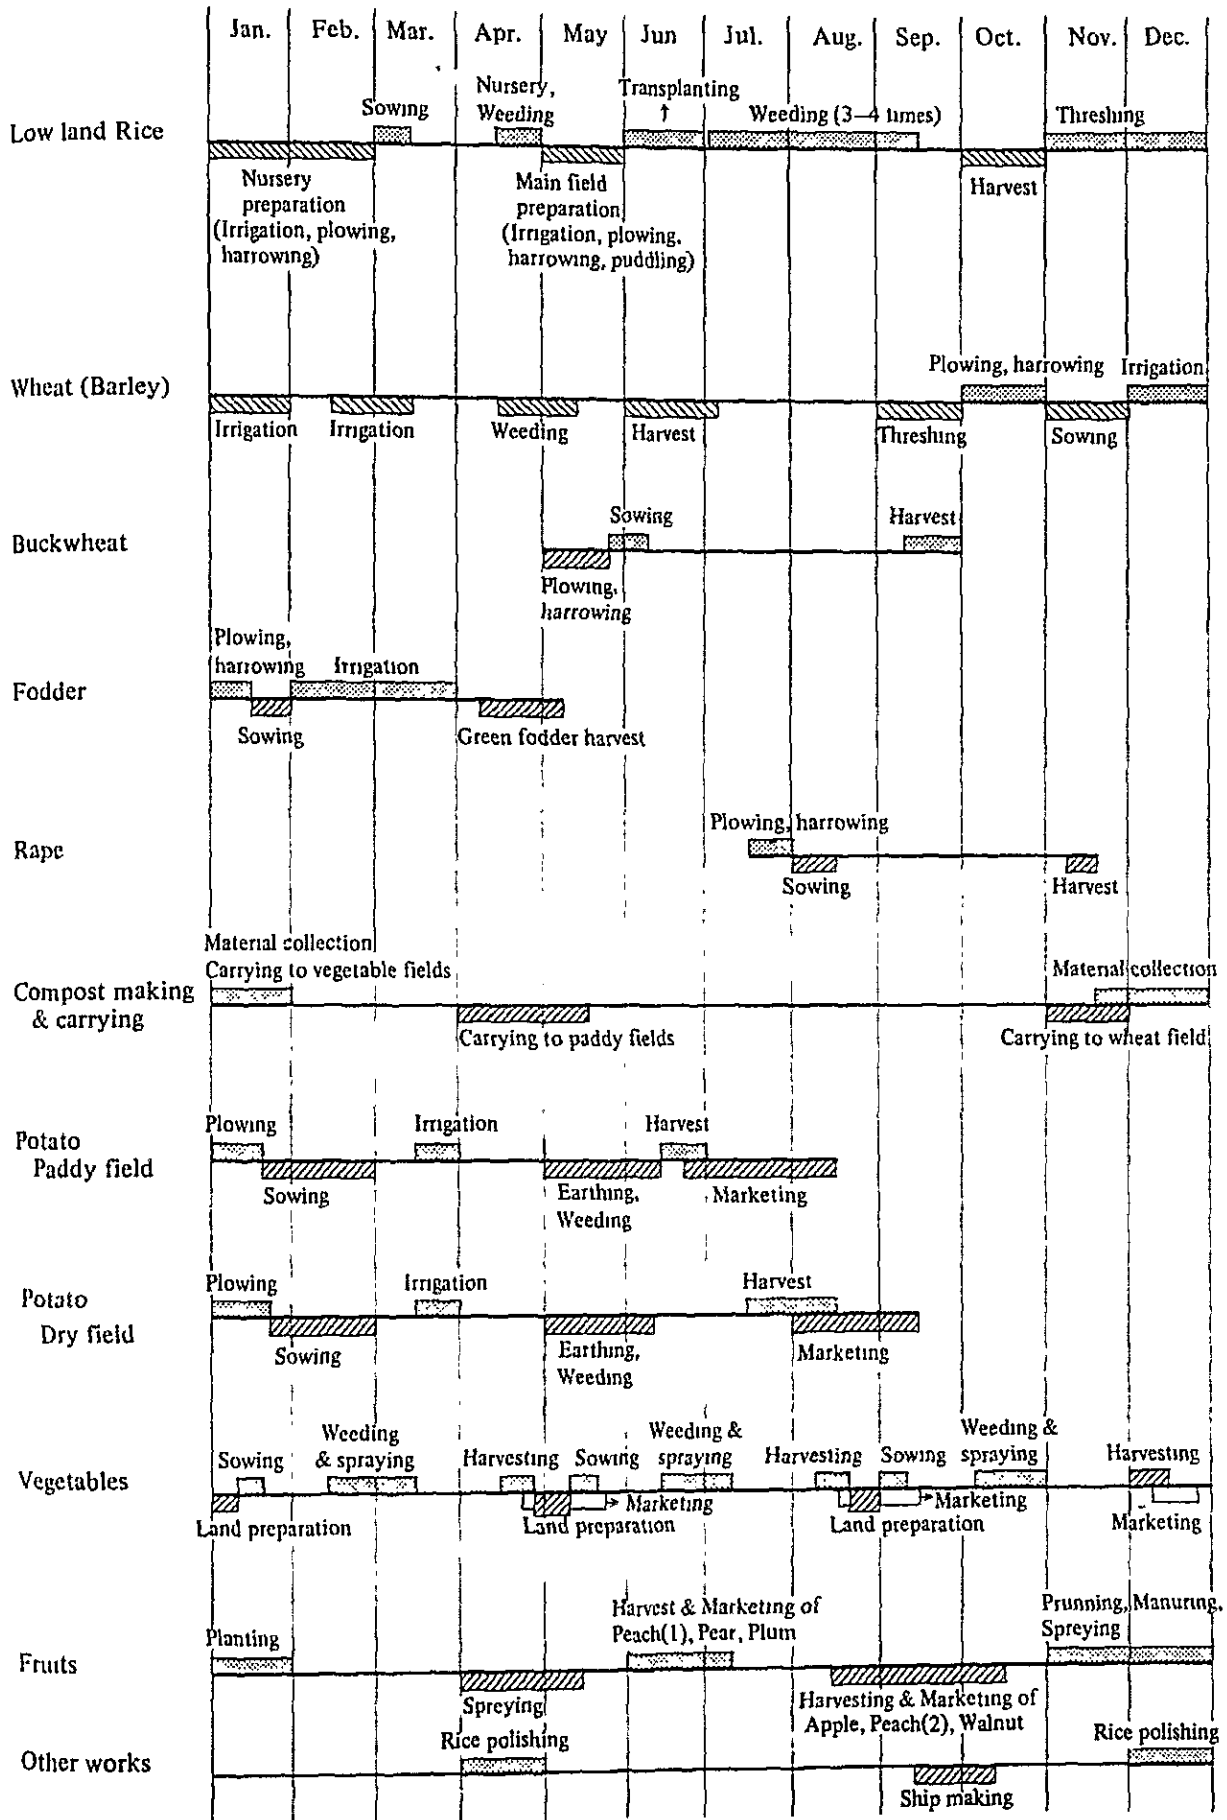 Jan. Feb. Mar. Apr. May Jun Jul. Aug. Sep. Oct. Nov. Dec.
Low land Rice
Sowing
Nursery,
Weeding
Transplanting
Weeding (3–4 times)
Threshing
Nursery
preparation
(Irrigation, plowing,
harrowing)
Main field
preparation
(Irrigation, plowing,
harrowing, puddling)
Harvest
Wheat (Barley)
Plowing, harrowing
Irrigation
Irrigation
Irrigation
Weeding
Harvest
Threshing
Sowing
Buckwheat
Sowing
Harvest
Plowing,
harrowing
Fodder
Plowing,
harrowing
Irrigation
Sowing
Green fodder harvest
Rape
Plowing, harrowing
Sowing
Harvest
Compost making
& carrying
Material collection
Carrying to vegetable fields
Material collection
Carrying to paddy fields
Carrying to wheat field
Potato
Paddy field
Plowing
Irrigation
Harvest
Sowing
Earthing,
Weeding
Marketing
Potato
Dry field
Plowing
Irrigation
Harvest
Sowing
Earthing,
Weeding
Marketing
Vegetables
Sowing
Weeding
& spraying
Harvesting
Sowing
Weeding &
spraying
Harvesting
Sowing
Weeding &
spraying
Harvesting
Land preparation
Marketing
Land preparation
Marketing
Land preparation
Marketing
Fruits
Planting
Harvest & Marketing of
Peach(1), Pear, Plum
Prunning, Manuring,
Spreying
Spreying
Harvesting & Marketing of
Apple, Peach(2), Walnut
Other works
Rice polishing
Rice polishing
Ship making